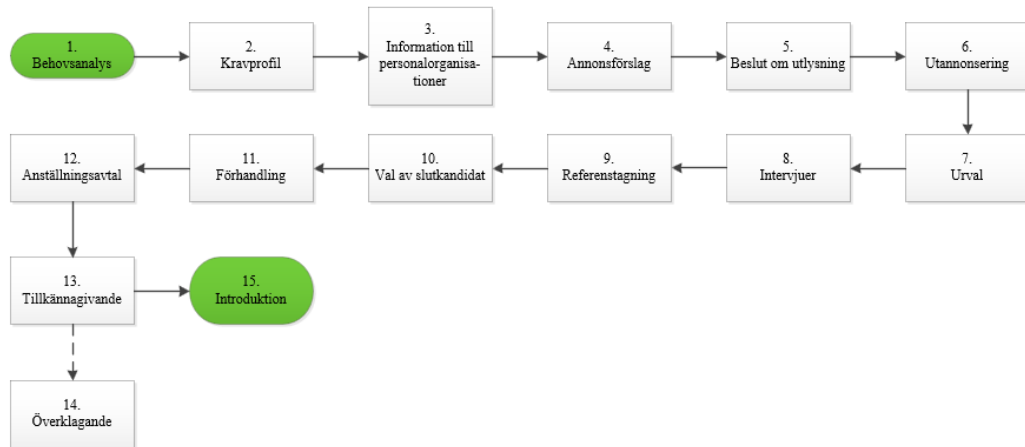 1.
Behovsanalys
2.
Kravprofil
3.
Information till
personalorganisa-
tioner
4.
Annonsförslag
5.
Beslut om utlysning
6.
Utannonsering
12.
Anställningsavtal
11.
Förhandling
10.
Val av slutkandidat
9.
Referenstagning
8.
Intervjuer
7.
Urval
13.
Tillkännagivande
15.
Introduktion
14.
Överklagande